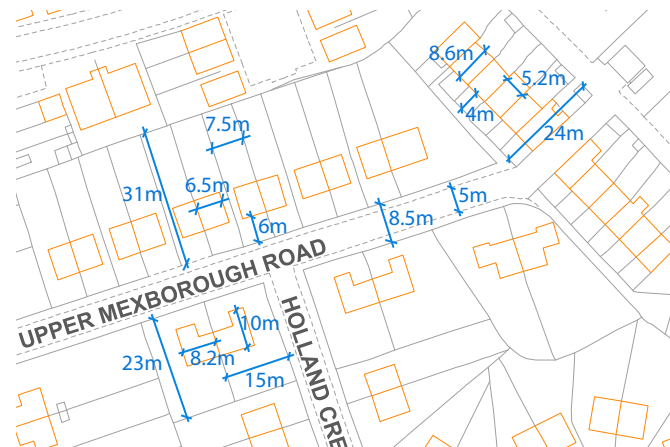 8.6m
5.2m
4m
24m
7.5m
31m
6.5m
6m
8.5m
5m
UPPER MEXBOROUGH ROAD
HOLLAND CRE
10m
8.2m
23m
15m